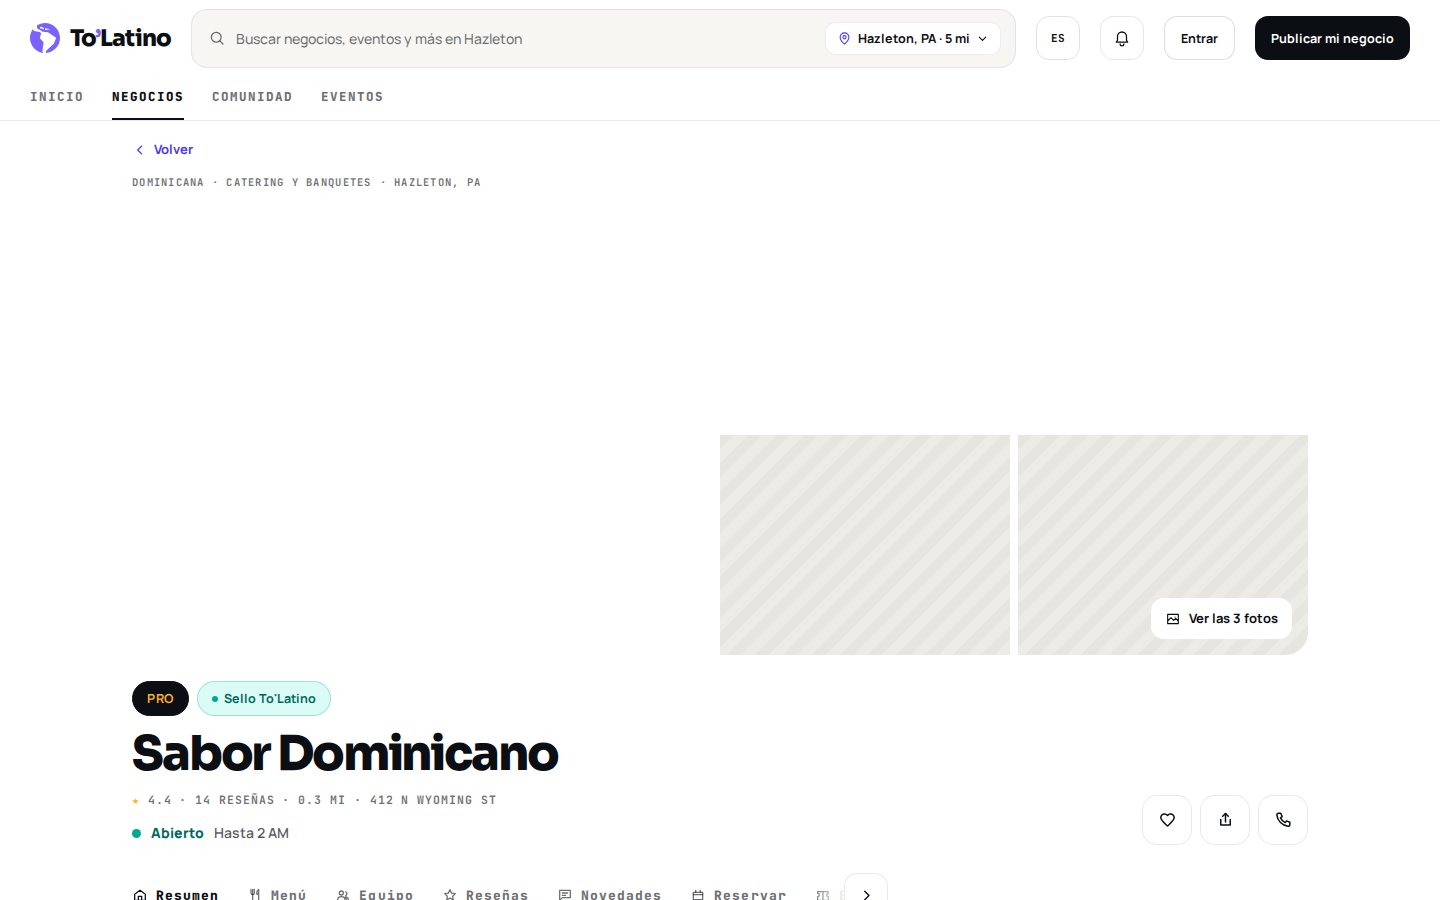 To'Latino
Buscar negocios, eventos y más en Hazleton
Hazleton, PA · 5 mi
ES
Entrar
Publicar mi negocio
INICIO
NEGOCIOS
COMUNIDAD
EVENTOS
Volver
DOMINICANA · CATERING Y BANQUETES · HAZLETON, PA
Ver las 3 fotos
PRO
Sello To'Latino
Sabor Dominicano
★ 4.4 · 14 RESEÑAS · 0.3 MI · 412 N WYOMING ST
Abierto Hasta 2 AM
Resumen
Menú
Equipo
Reseñas
Novedades
Reservar